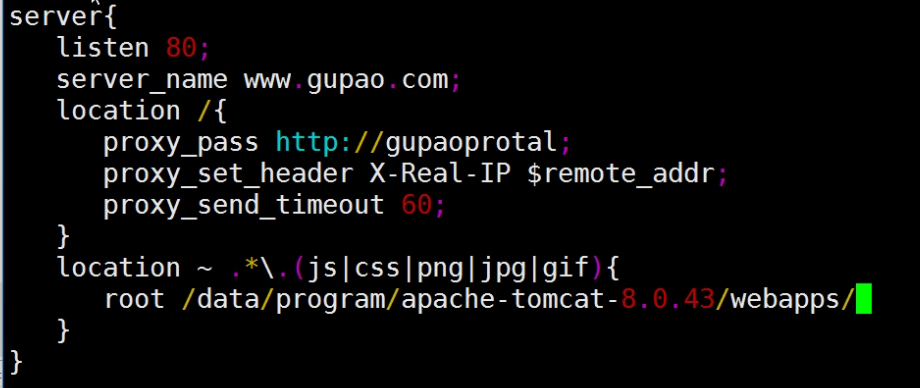 server{
   listen 80;
   server_name www.gupao.com;
   location /{
      proxy_pass http://gupaoprotal;
      proxy_set_header X-Real-IP $remote_addr;
      proxy_send_timeout 60;
   }
   location ~ .*\.(js|css|png|jpg|gif){
      root /data/program/apache-tomcat-8.0.43/webapps/
   }
}